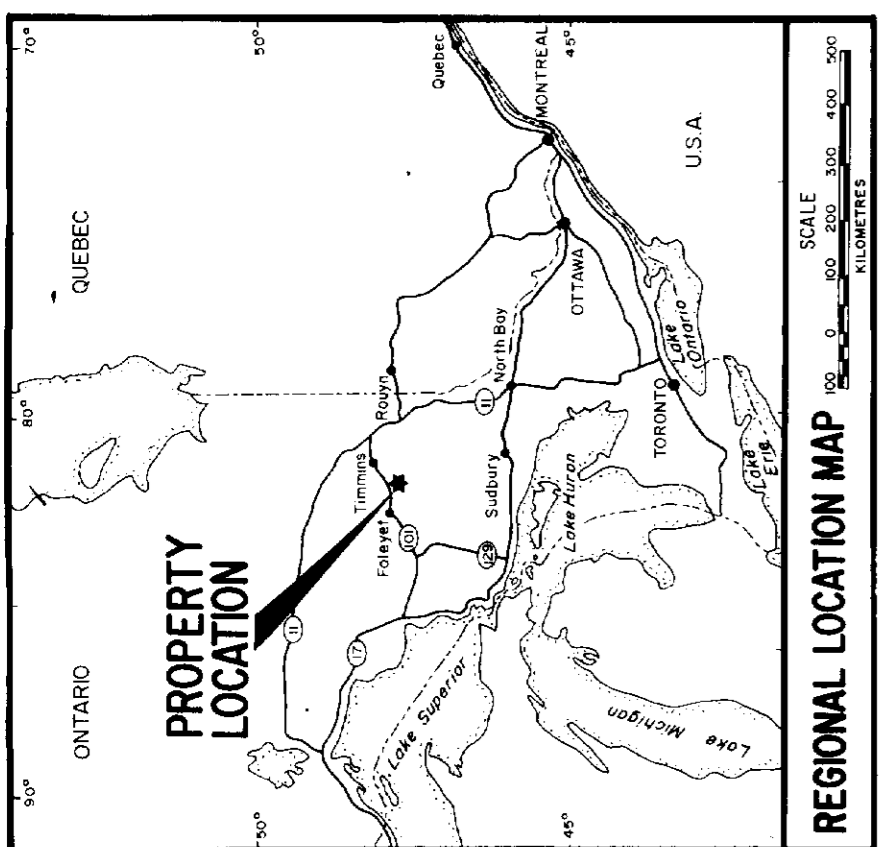 90°
80°
70°
ONTARIO
QUEBEC
50°
50°
PROPERTY
LOCATION
11
17
Foleyet
Timmins
Rouyn
101
129
11
Lake Superior
Sudbury
North Bay
OTTAWA
MONTREAL
Quebec
45°
45°
Lake Huron
Lake Michigan
TORONTO
Lake
Ontario
Lake
Erie
U.S.A.
REGIONAL LOCATION MAP
SCALE
100 0 100 200 300 400 500
KILOMETRES